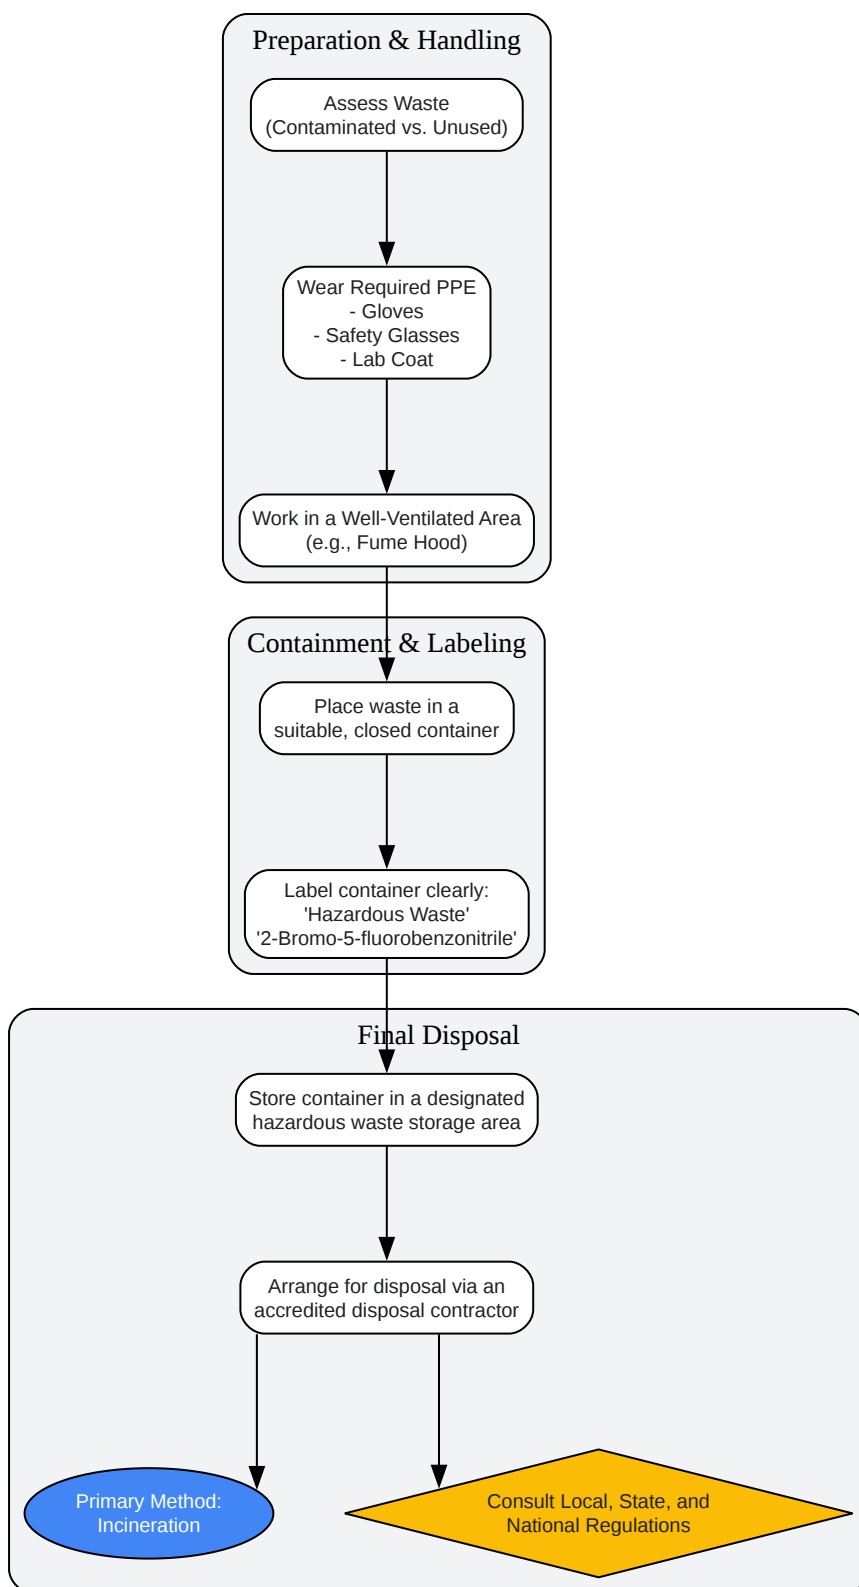 Preparation & Handling
Assess Waste
(Contaminated vs. Unused)
Wear Required PPE
- Gloves
- Safety Glasses
- Lab Coat
Work in a Well-Ventilated Area
(e.g., Fume Hood)
Containment & Labeling
Place waste in a
suitable, closed container
Label container clearly:
'Hazardous Waste'
'2-Bromo-5-fluorobenzonitrile'
Final Disposal
Store container in a designated
hazardous waste storage area
Arrange for disposal via an
accredited disposal contractor
Primary Method:
Incineration
Consult Local, State, and
National Regulations